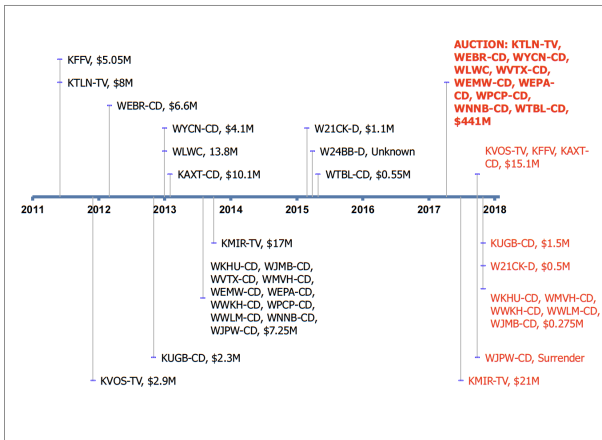 AUCTION: KTLN-TV,
WEBR-CD, WYCN-CD,
WLWC, WVTX-CD,
WEMW-CD, WEPA-
CD, WPCP-CD,
WNNB-CD, WTBL-CD,
$441M
KFFV, $5.05M
KTLN-TV, $8M
WEBR-CD, $6.6M
WYCN-CD, $4.1M
WLWC, 13.8M
KAXT-CD, $10.1M
W21CK-D, $1.1M
W24BB-D, Unknown
WTBL-CD, $0.55M
KVOS-TV, KFFV, KAXT-
CD, $15.1M
2011 2012 2013 2014 2015 2016 2017 2018
KMIR-TV, $17M
WKHU-CD, WJMB-CD,
WVTX-CD, WMVH-CD,
WEMW-CD, WEPA-CD,
WWKH-CD, WPCP-CD,
WWLM-CD, WNNB-CD,
WJPW-CD, $7.25M
KUGB-CD, $2.3M
KVOS-TV, $2.9M
KUGB-CD, $1.5M
W21CK-D, $0.5M
WKHU-CD, WMVH-CD,
WWKH-CD, WWLM-CD,
WJMB-CD, $0.275M
WJPW-CD, Surrender
KMIR-TV, $21M